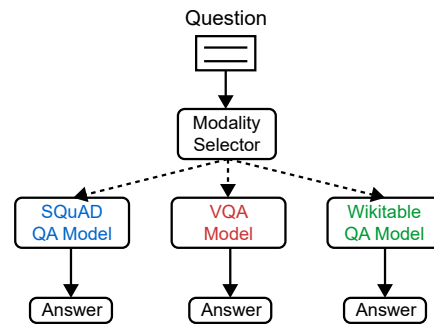 Question
Modality
Selector
SQuAD
QA Model
VQA
Model
Wikitable
QA Model
Answer
Answer
Answer